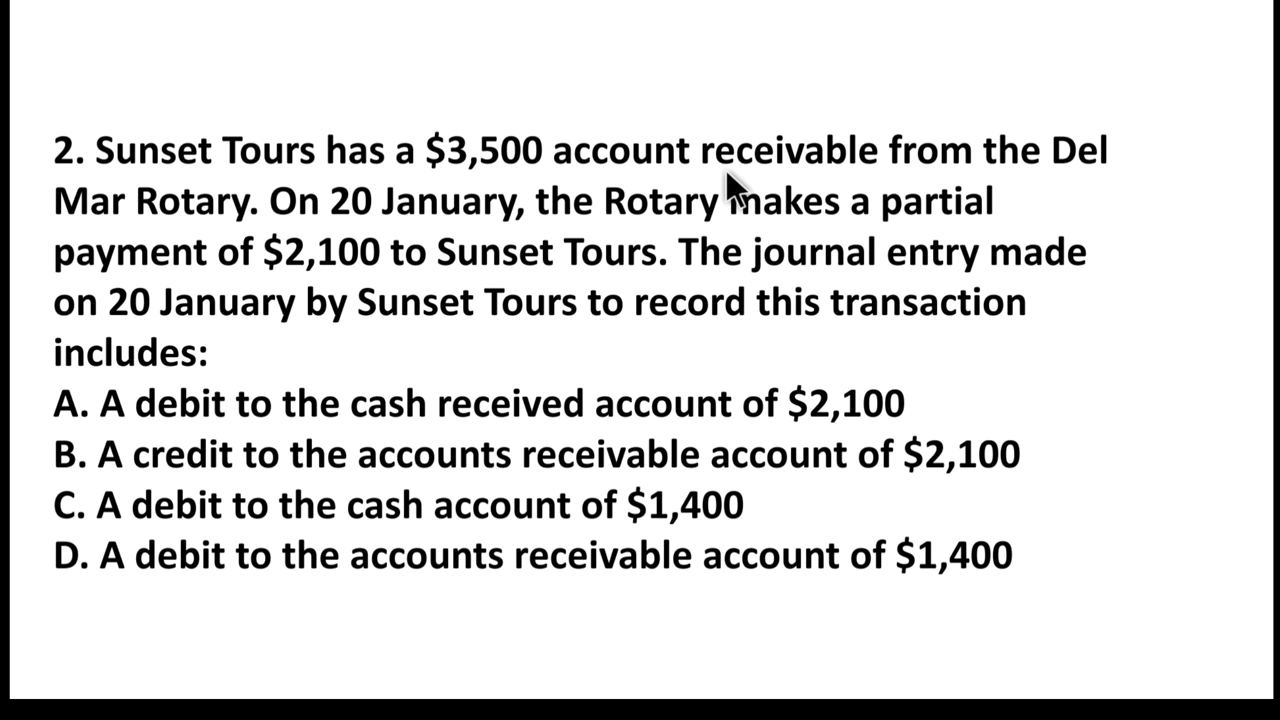 2. Sunset Tours has a $3,500 account receivable from the Del
Mar Rotary. On 20 January, the Rotary makes a partial
payment of $2,100 to Sunset Tours. The journal entry made
on 20 January by Sunset Tours to record this transaction
includes:
A. A debit to the cash received account of $2,100
B. A credit to the accounts receivable account of $2,100
C. A debit to the cash account of $1,400
D. A debit to the accounts receivable account of $1,400